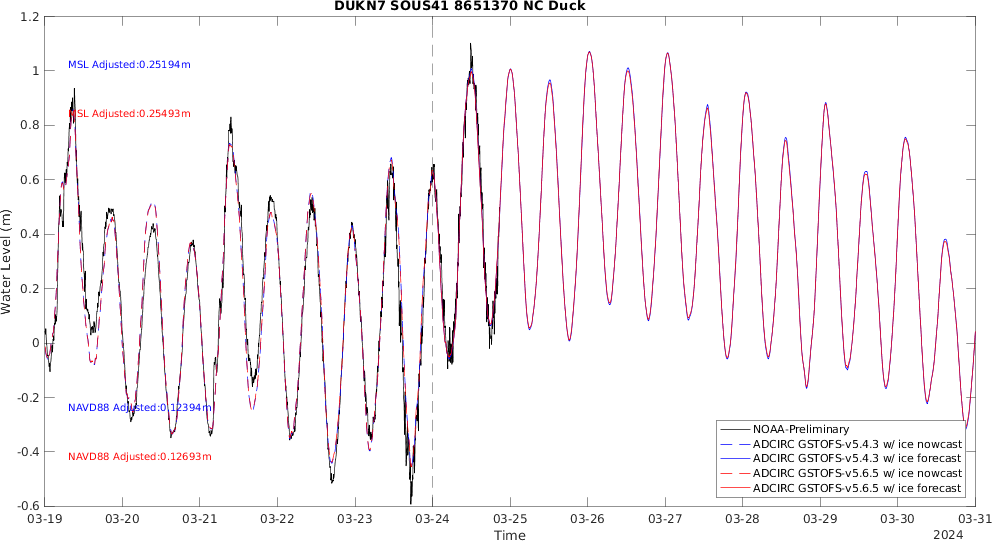 DUKN7 SOUS41 8651370 NC Duck
1.2
1
0.8
0.6
0.4
0.2
0
-0.2
-0.4
-0.6
Water Level (m)
MSL Adjusted:0.25194m
MSL Adjusted:0.25493m
NAVD88 Adjusted:0.12394m
NAVD88 Adjusted:0.12693m
NOAA-Preliminary
ADCIRC GSTOFS-v5.4.3 w/ ice nowcast
ADCIRC GSTOFS-v5.4.3 w/ ice forecast
ADCIRC GSTOFS-v5.6.5 w/ ice nowcast
ADCIRC GSTOFS-v5.6.5 w/ ice forecast
03-19 03-20 03-21 03-22 03-23 03-24 03-25 03-26 03-27 03-28 03-29 03-30 03-31
Time
2024